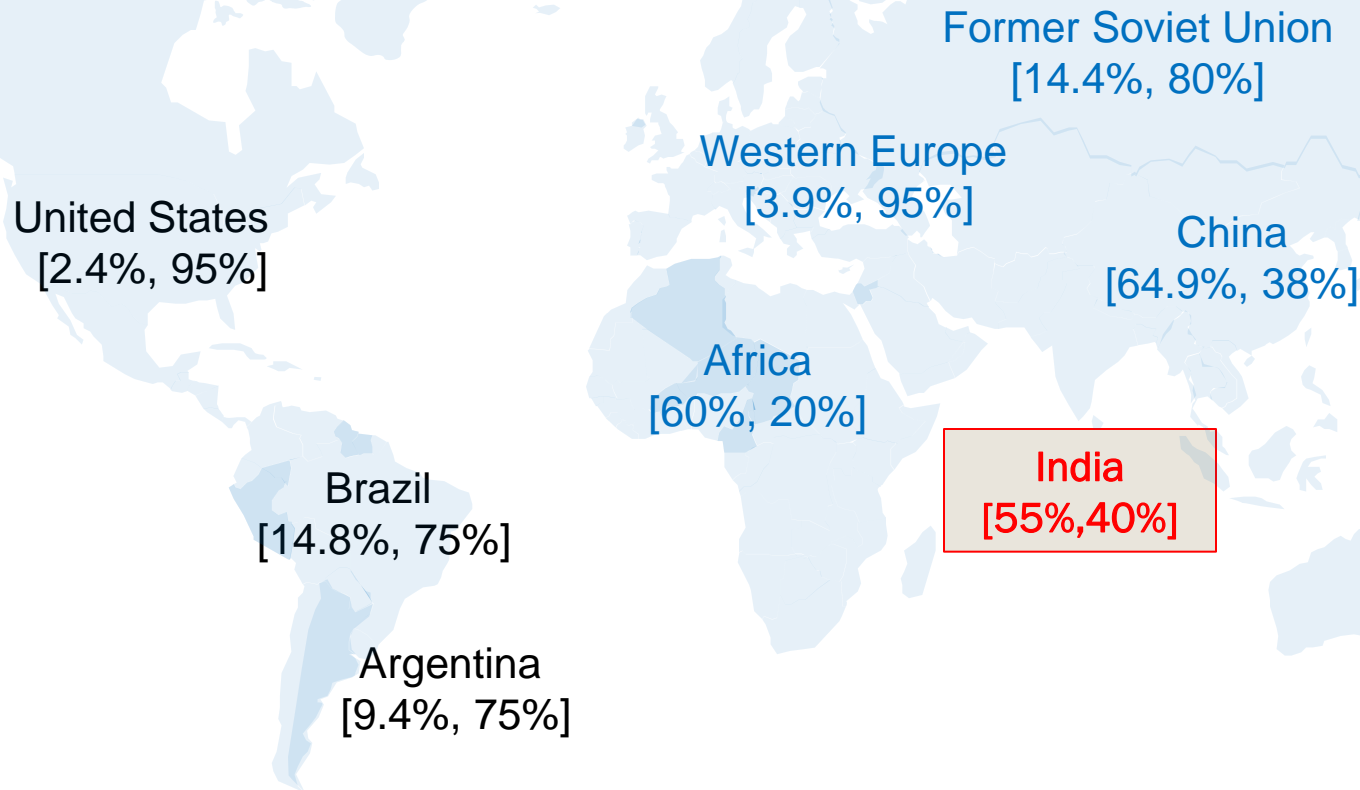 Former Soviet Union
[14.4%, 80%]
Western Europe
[3.9%, 95%]
United States
[2.4%, 95%]
China
[64.9%, 38%]
Africa
[60%, 20%]
India
[55%,40%]
Brazil
[14.8%, 75%]
Argentina
[9.4%, 75%]